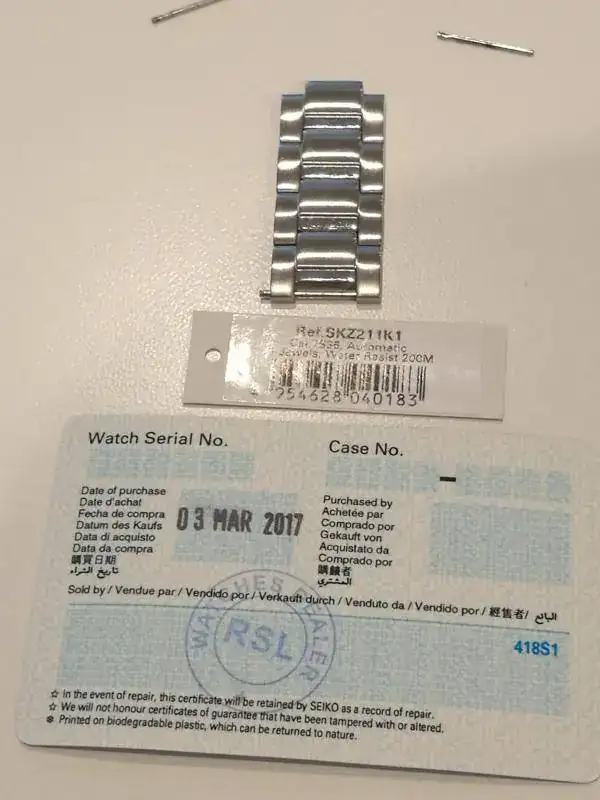 Ref.SKZ211K1
Automatic
Jewels, Water Resist 200M
254628 040183
Watch Serial No.
Case No.
–
Date of purchase
Date d'achat
Fecha de compra
Datum des Kaufs
Data di acquisto
Data da compra
購買日期
تاريخ الشراء
03 MAR 2017
Purchased by
Achetée par
Comprado por
Gekauft von
Acquistato da
Comprado por
購顧者
المشتري
Sold by / Vendue par / Vendido por / Verkauft durch / Venduto da / Vendido por / 經售者 / البائع
WATCHES DEALER
RSL
418S1
☆ In the event of repair, this certificate will be retained by SEIKO as a record of repair.
☆ We will not honour certificates of guarantee that have been tampered with or altered.
✽ Printed on biodegradable plastic, which can be returned to nature.